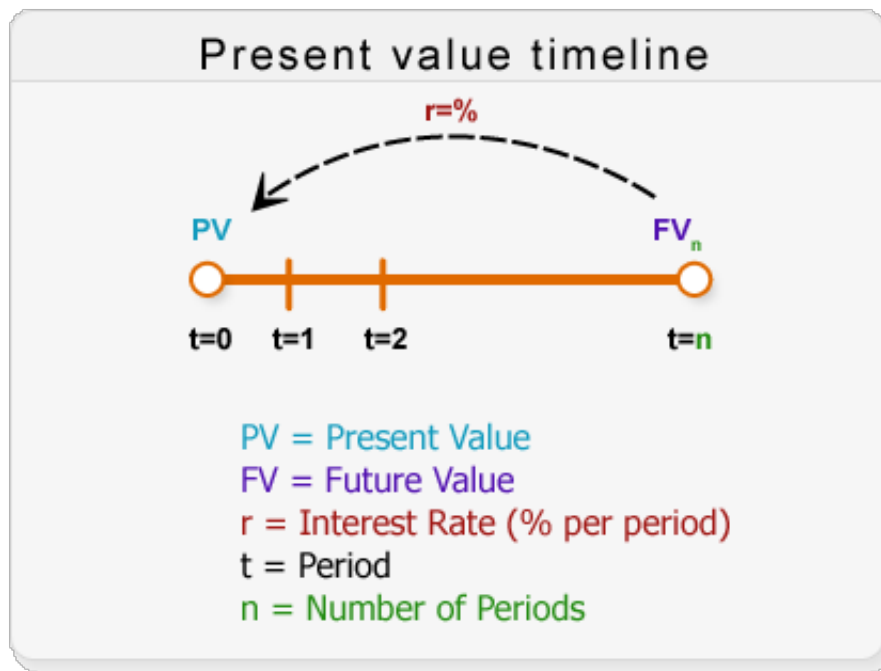 Present value timeline
r=%
PV FVn
t=0 t=1 t=2 t=n
PV = Present Value
FV = Future Value
r = Interest Rate (% per period)
t = Period
n = Number of Periods